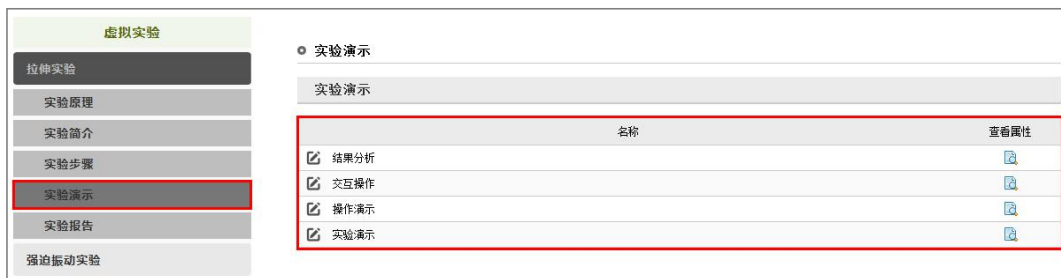 虚拟实验
拉伸实验
实验原理
实验简介
实验步骤
实验演示
实验报告
强迫振动实验
实验演示
实验演示
名称 查看属性
结果分析
交互操作
操作演示
实验演示